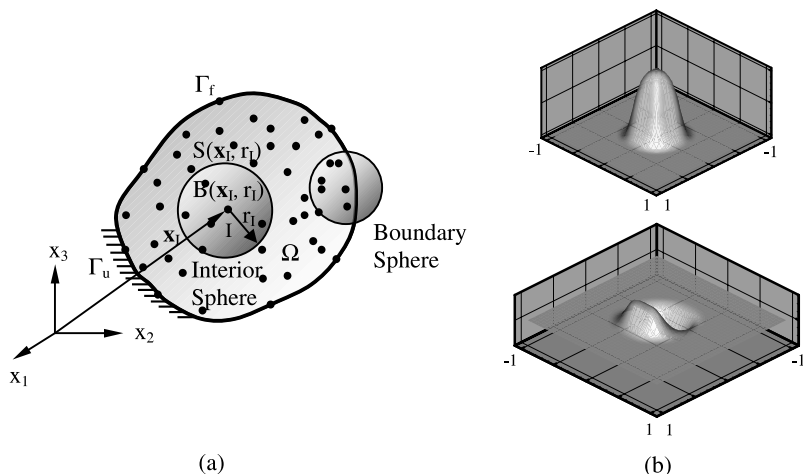 Γf
S(xI, rI)
B(xI, rI)
rI
I
xI
Ω
Interior
Sphere
Boundary
Sphere
Γu
x3
x2
x1
(a)
-1
-1
1 1
-1
-1
1 1
(b)